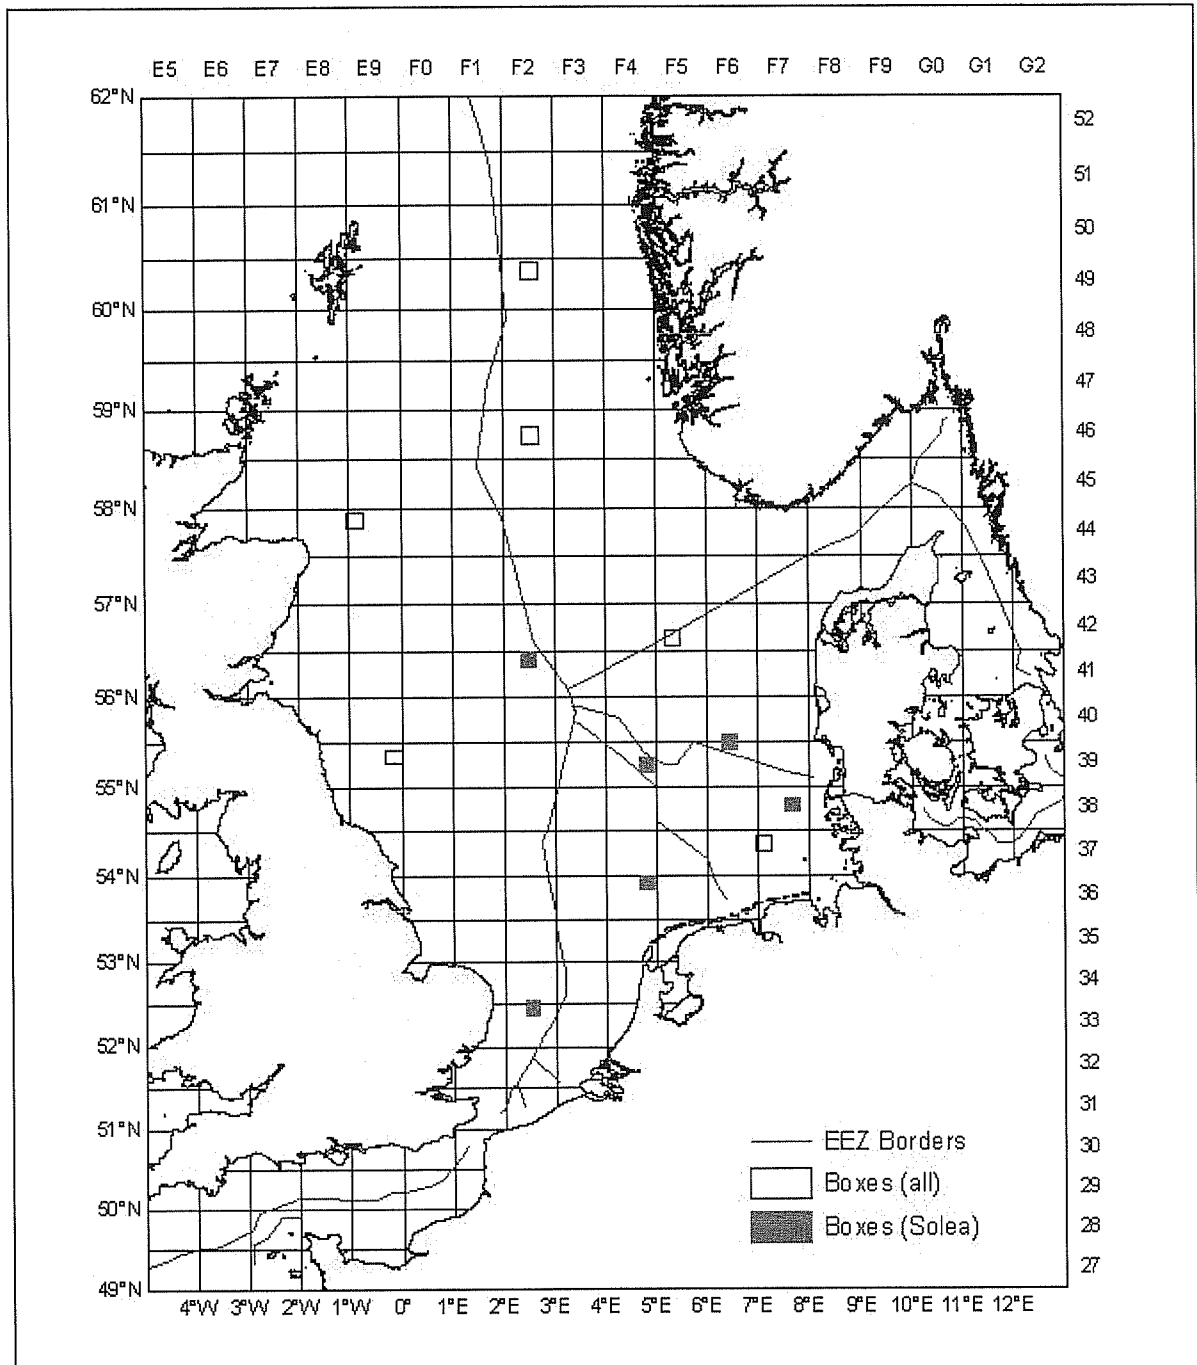 E5 E6 E7 E8 E9 F0 F1 F2 F3 F4 F5 F6 F7 F8 F9 G0 G1 G2
62°N
52
51
61°N
50
49
60°N
48
47
59°N
46
45
58°N
44
43
57°N
42
41
56°N
40
39
55°N
38
37
54°N
36
35
53°N
34
33
52°N
32
31
51°N
30
EEZ Borders
29
Boxes (all)
50°N
28
Boxes (Solea)
27
49°N
4°W 3°W 2°W 1°W 0° 1°E 2°E 3°E 4°E 5°E 6°E 7°E 8°E 9°E 10°E 11°E 12°E